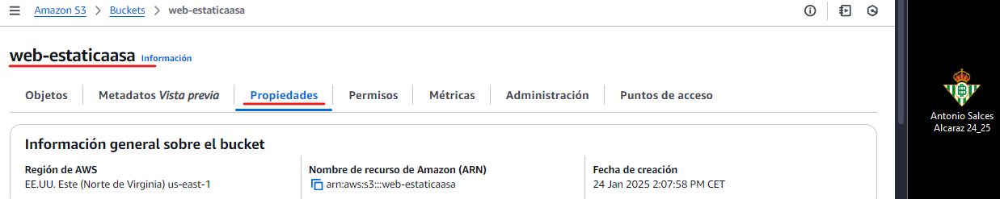 Amazon S3 > Buckets > web-estaticaasa
web-estaticaasa Información
Objetos Metadatos Vista previa Propiedades Permisos Métricas Administración Puntos de acceso
Información general sobre el bucket
Región de AWS
EE.UU. Este (Norte de Virginia) us-east-1
Nombre de recurso de Amazon (ARN)
arn:aws:s3:::web-estaticaasa
Fecha de creación
24 Jan 2025 2:07:58 PM CET
Antonio Salces
Alcaraz 24_25